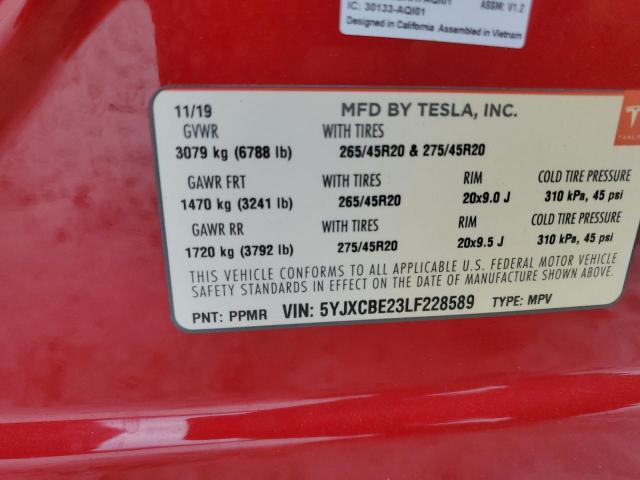 IC: 30133-AQI01
ASSM: V1.2
Designed in California Assembled in Vietnam
11/19 MFD BY TESLA, INC.
GVWR WITH TIRES
3079 kg (6788 lb) 265/45R20 & 275/45R20
GAWR FRT WITH TIRES RIM COLD TIRE PRESSURE
1470 kg (3241 lb) 265/45R20 20x9.0 J 310 kPa, 45 psi
GAWR RR WITH TIRES RIM COLD TIRE PRESSURE
1720 kg (3792 lb) 275/45R20 20x9.5 J 310 kPa, 45 psi
THIS VEHICLE CONFORMS TO ALL APPLICABLE U.S. FEDERAL MOTOR VEHICLE
SAFETY STANDARDS IN EFFECT ON THE DATE OF MANUFACTURE SHOWN ABOVE.
PNT: PPMR VIN: 5YJXCBE23LF228589 TYPE: MPV
TESLA